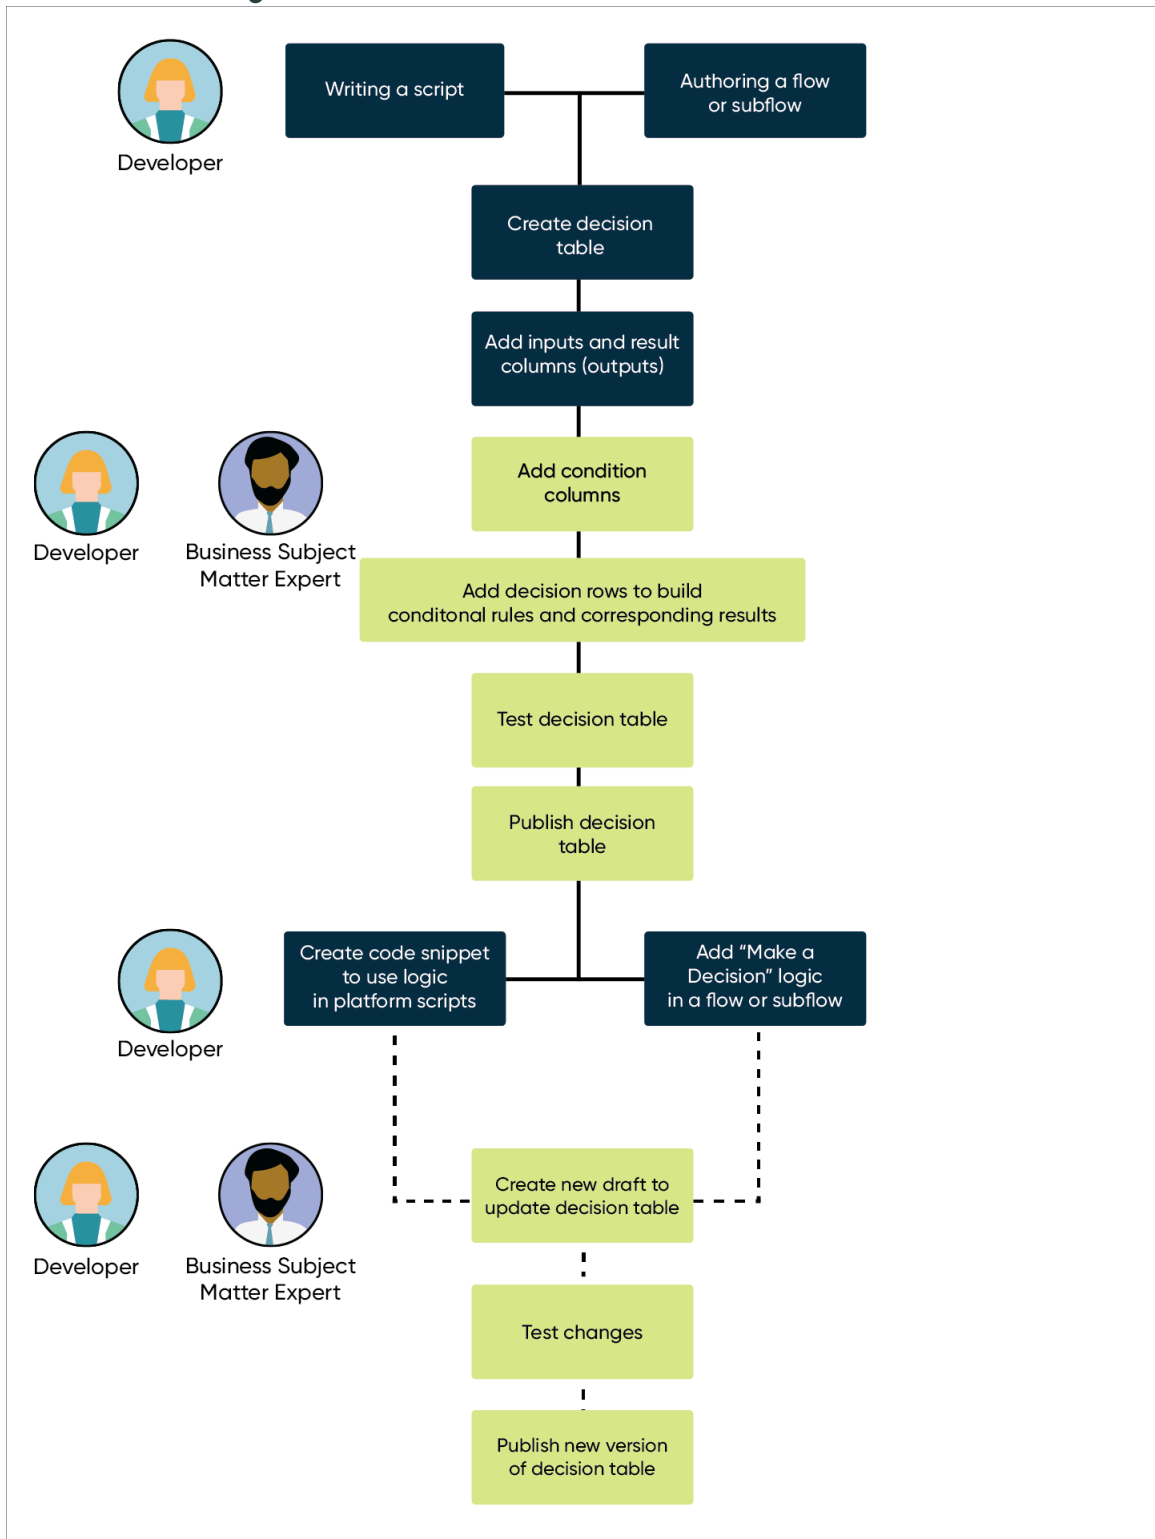 Writing a script
Authoring a flow
or subflow
Developer
Create decision
table
Add inputs and result
columns (outputs)
Add condition
columns
Developer
Business Subject
Matter Expert
Add decision rows to build
conditonal rules and corresponding results
Test decision table
Publish decision
table
Create code snippet
to use logic
in platform scripts
Add “Make a
Decision” logic
in a flow or subflow
Developer
Create new draft to
update decision table
Developer
Business Subject
Matter Expert
Test changes
Publish new version
of decision table